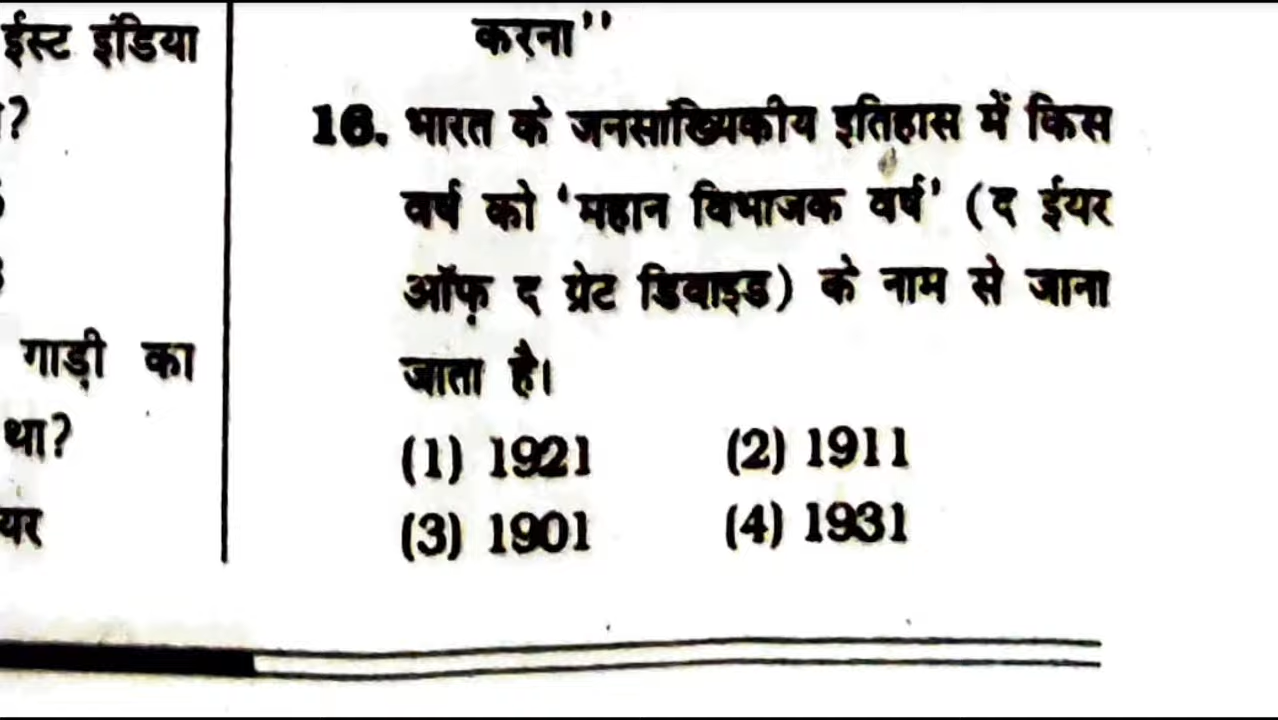 ईस्ट इंडिया
?
गाड़ी का
था?
यर
करना’’
16. भारत के जनसांख्यिकीय इतिहास में किस
वर्ष को ‘महान विभाजक वर्ष’ (द ईयर
ऑफ़ द ग्रेट डिवाइड) के नाम से जाना
जाता है।
(1) 1921 (2) 1911
(3) 1901 (4) 1931